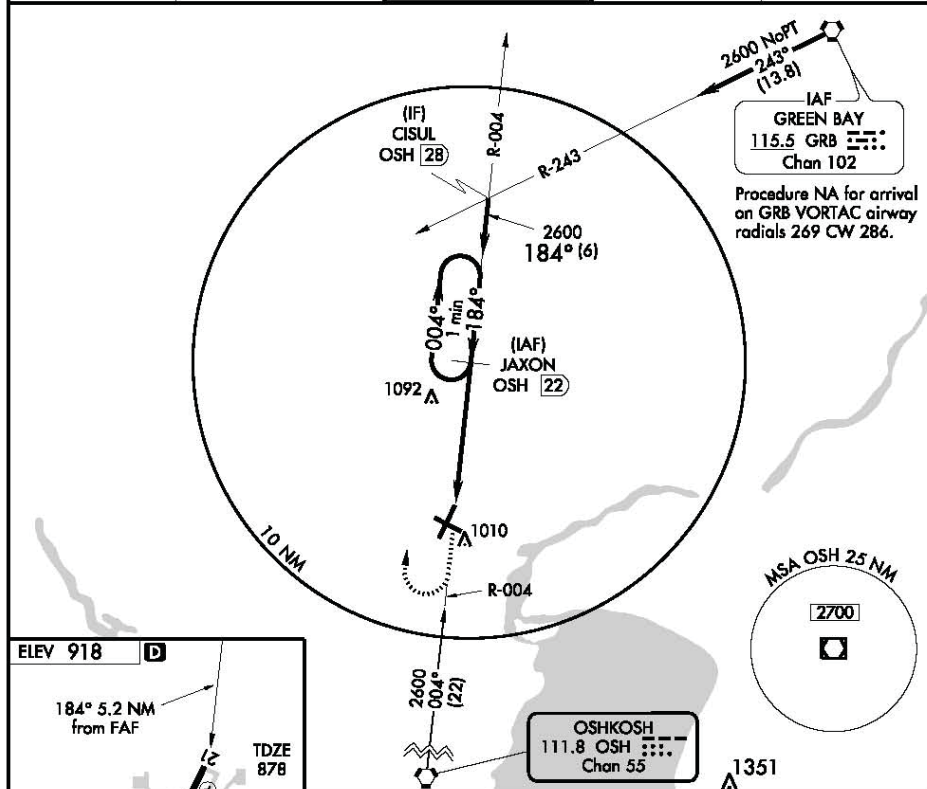 2600 NoPT
243°
(13.8)
IAF
GREEN BAY
115.5 GRB
Chan 102
Procedure NA for arrival
on GRB VORTAC airway
radials 269 CW 286.
R-004
R-243
(IF)
CISUL
OSH 28
2600
184° (6)
004°
1 min
184°
(IAF)
JAXON
OSH 22
1092
1010
10 NM
R-004
MSA OSH 25 NM
2700
2600
004°
(22)
OSHKOSH
111.8 OSH
Chan 55
1351
ELEV 918 D
184° 5.2 NM
from FAF
21
TDZE
878